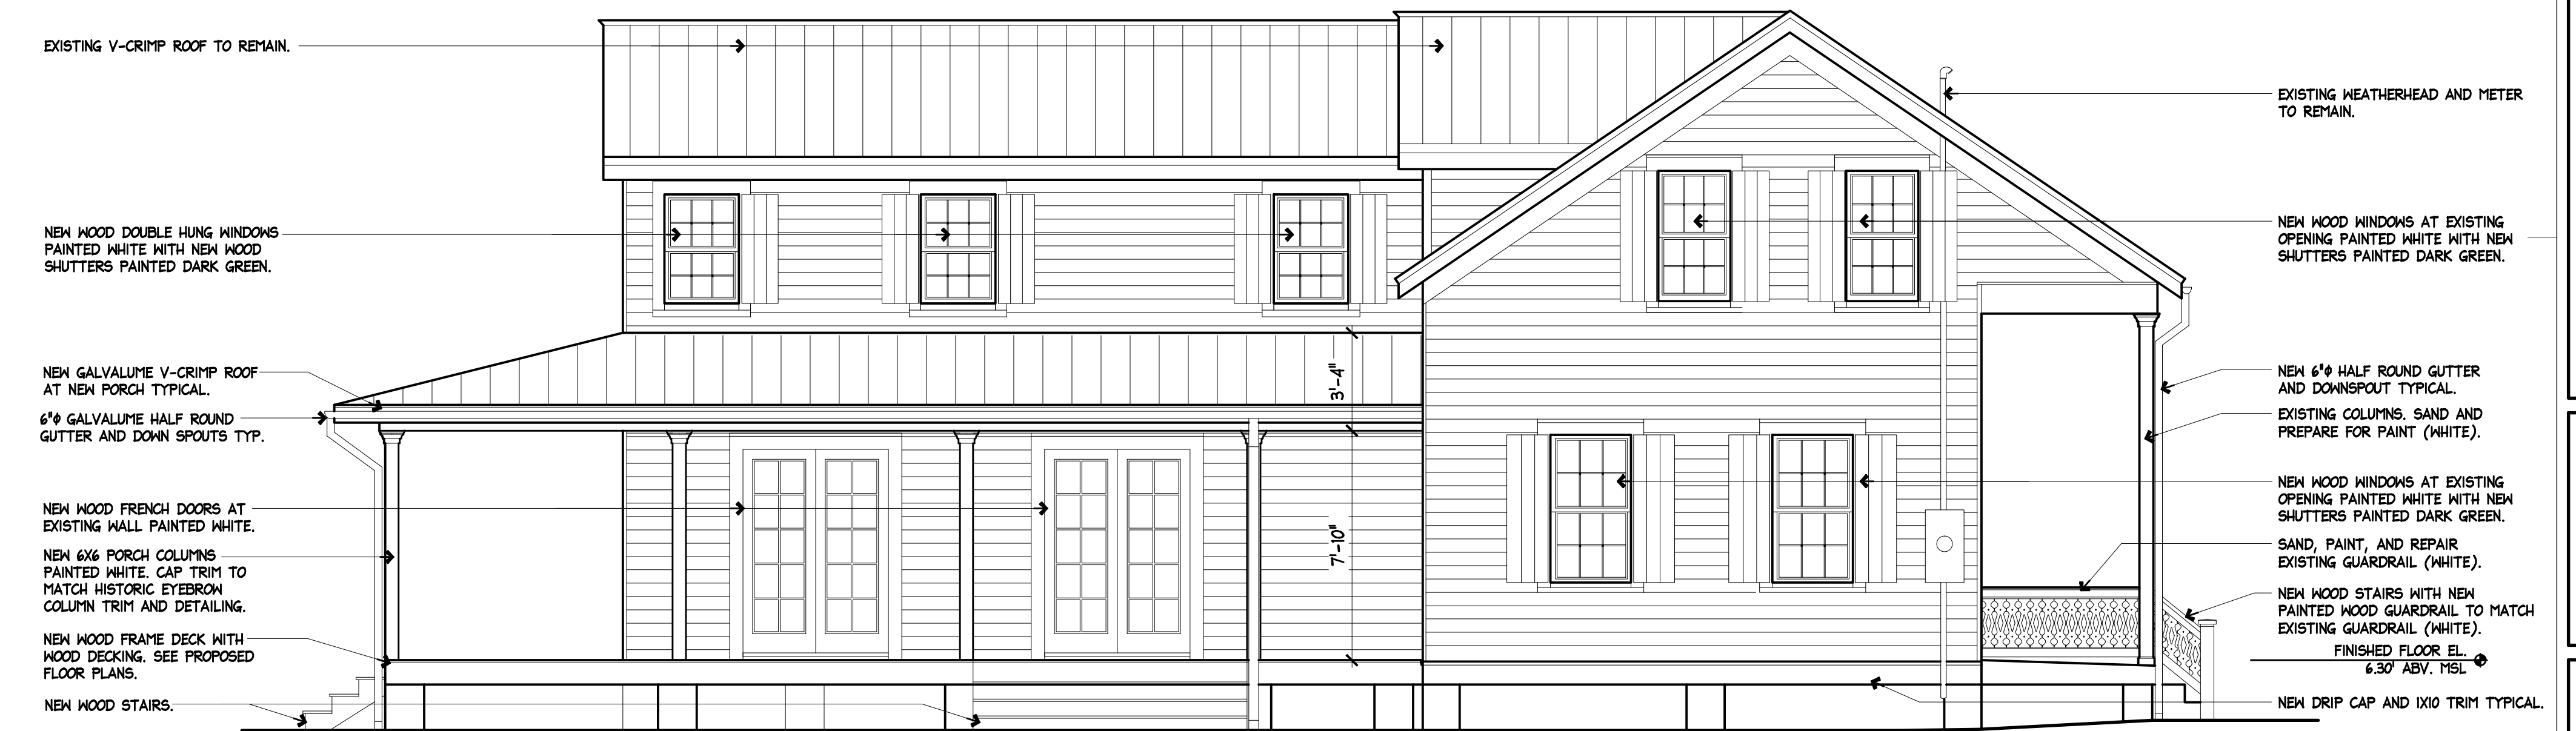 EXISTING V-CRIMP ROOF TO REMAIN.
NEW WOOD DOUBLE HUNG WINDOWS
PAINTED WHITE WITH NEW WOOD
SHUTTERS PAINTED DARK GREEN.
NEW GALVALUME V-CRIMP ROOF
AT NEW PORCH TYPICAL.
6"φ GALVALUME HALF ROUND
GUTTER AND DOWN SPOUTS TYP.
NEW WOOD FRENCH DOORS AT
EXISTING WALL PAINTED WHITE.
NEW 6X6 PORCH COLUMNS
PAINTED WHITE. CAP TRIM TO
MATCH HISTORIC EYEBROW
COLUMN TRIM AND DETAILING.
NEW WOOD FRAME DECK WITH
WOOD DECKING. SEE PROPOSED
FLOOR PLANS.
NEW WOOD STAIRS.
3'-4"
7'-10"
EXISTING WEATHERHEAD AND METER
TO REMAIN.
NEW WOOD WINDOWS AT EXISTING
OPENING PAINTED WHITE WITH NEW
SHUTTERS PAINTED DARK GREEN.
NEW 6"φ HALF ROUND GUTTER
AND DOWNSPOUT TYPICAL.
EXISTING COLUMNS. SAND AND
PREPARE FOR PAINT (WHITE).
NEW WOOD WINDOWS AT EXISTING
OPENING PAINTED WHITE WITH NEW
SHUTTERS PAINTED DARK GREEN.
SAND, PAINT, AND REPAIR
EXISTING GUARDRAIL (WHITE).
NEW WOOD STAIRS WITH NEW
PAINTED WOOD GUARDRAIL TO MATCH
EXISTING GUARDRAIL (WHITE).
FINISHED FLOOR EL.
6.30' ABV. MSL
NEW DRIP CAP AND 1X10 TRIM TYPICAL.